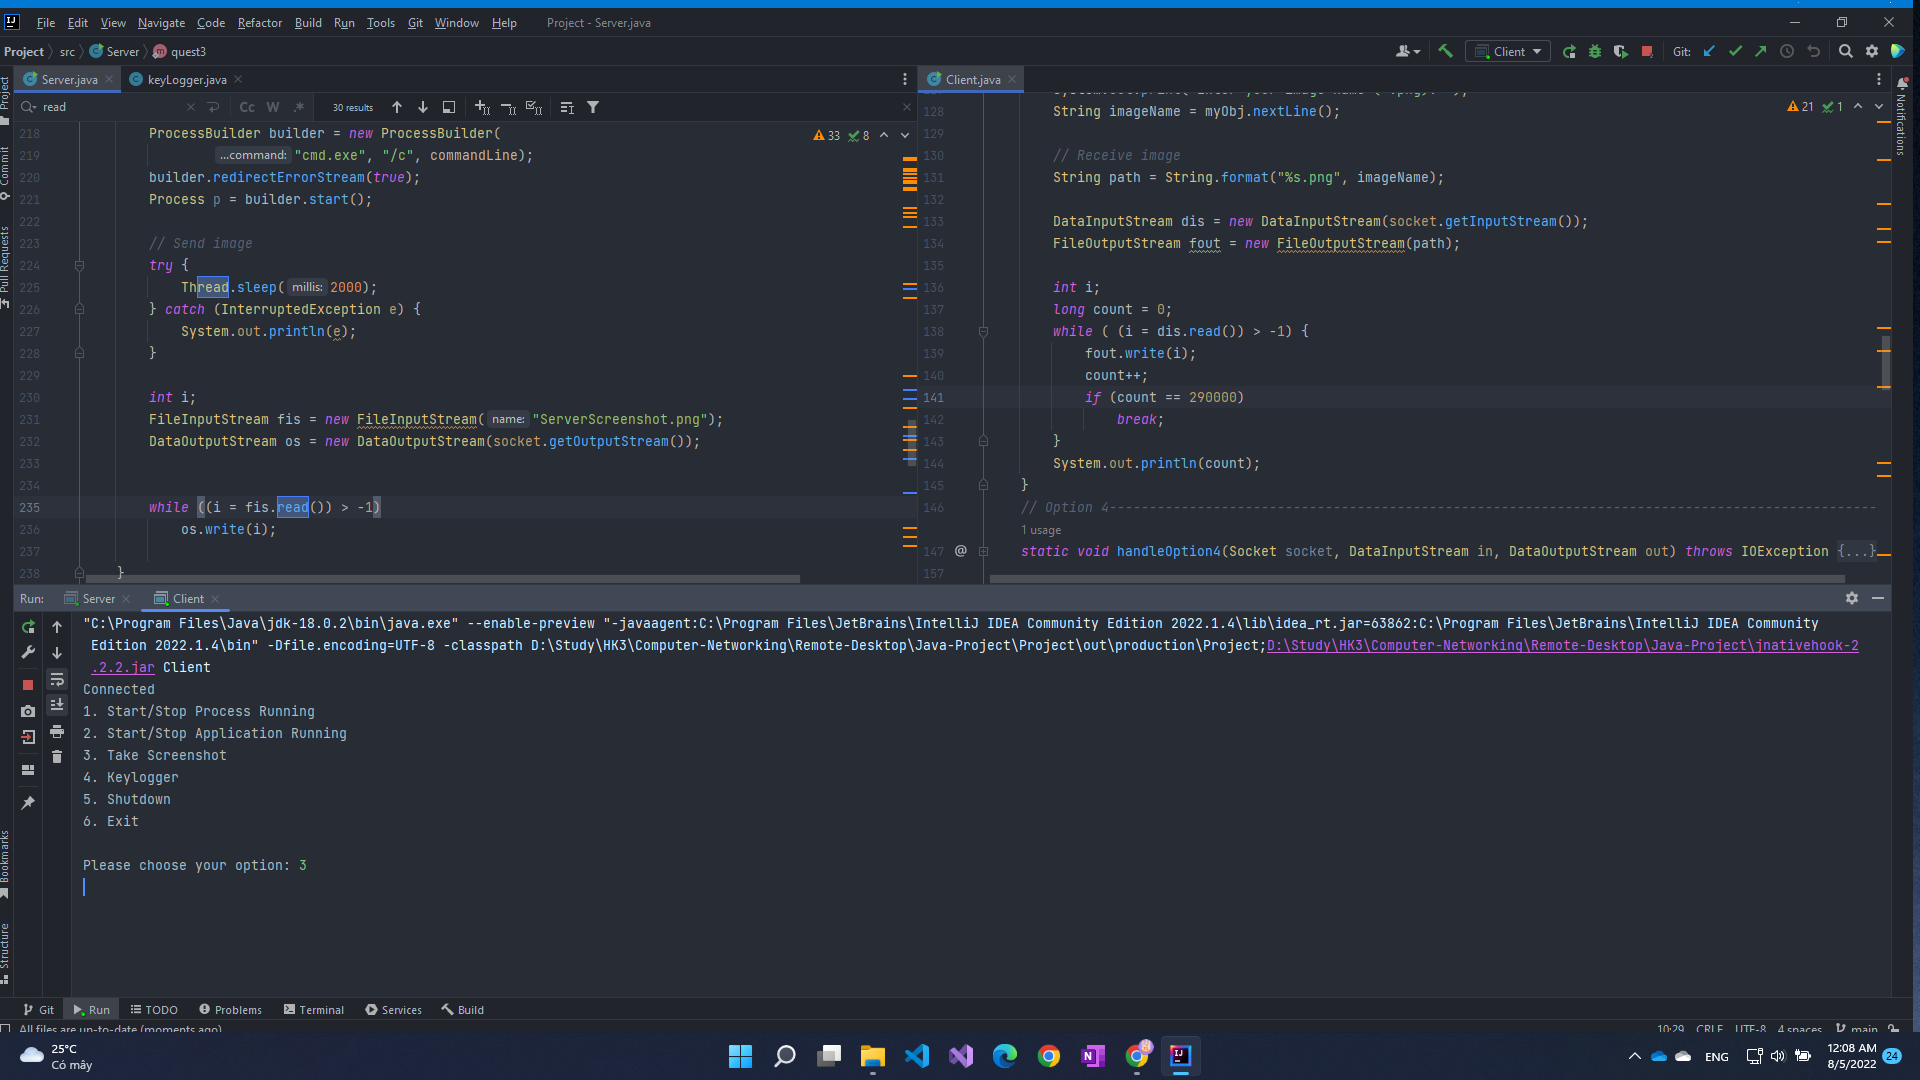 File Edit View Navigate Code Refactor Build Run Tools Git Window Help Project - Server.java
Project src Server quest3
Client Git:
Server.java keyLogger.java
read Cc W .* 30 results
33 8
218 ProcessBuilder builder = new ProcessBuilder(
219 ...command: "cmd.exe", "/c", commandLine);
220 builder.redirectErrorStream(true);
221 Process p = builder.start();
222
223 // Send image
224 try {
225 Thread.sleep( millis: 2000);
226 } catch (InterruptedException e) {
227 System.out.println(e);
228 }
229
230 int i;
231 FileInputStream fis = new FileInputStream( name: "ServerScreenshot.png");
232 DataOutputStream os = new DataOutputStream(socket.getOutputStream());
233
234
235 while ((i = fis.read()) > -1)
236 os.write(i);
237
238 }
Client.java
21 1
128 String imageName = myObj.nextLine();
129
130 // Receive image
131 String path = String.format("%s.png", imageName);
132
133 DataInputStream dis = new DataInputStream(socket.getInputStream());
134 FileOutputStream fout = new FileOutputStream(path);
135
136 int i;
137 long count = 0;
138 while ( (i = dis.read()) > -1) {
139 fout.write(i);
140 count++;
141 if (count == 290000)
142 break;
143 }
144 System.out.println(count);
145 }
146 // Option 4------------------------------------------------------------------------------------------------
1 usage
147 @ static void handleOption4(Socket socket, DataInputStream in, DataOutputStream out) throws IOException {...}
157
Project
Commit
Pull Requests
Bookmarks
Structure
Notifications
Run: Server Client
"C:\Program Files\Java\jdk-18.0.2\bin\java.exe" --enable-preview "-javaagent:C:\Program Files\JetBrains\IntelliJ IDEA Community Edition 2022.1.4\lib\idea_rt.jar=63862:C:\Program Files\JetBrains\IntelliJ IDEA Community
Edition 2022.1.4\bin" -Dfile.encoding=UTF-8 -classpath D:\Study\HK3\Computer-Networking\Remote-Desktop\Java-Project\Project\out\production\Project;D:\Study\HK3\Computer-Networking\Remote-Desktop\Java-Project\jnativehook-2
.2.2.jar Client
Connected
1. Start/Stop Process Running
2. Start/Stop Application Running
3. Take Screenshot
4. Keylogger
5. Shutdown
6. Exit
Please choose your option: 3
Git Run TODO Problems Terminal Services Build
All files are up-to-date (moments ago) 10:29 CRLF UTF-8 4 spaces main
25°C
Có mây
ENG
12:08 AM
8/5/2022
24